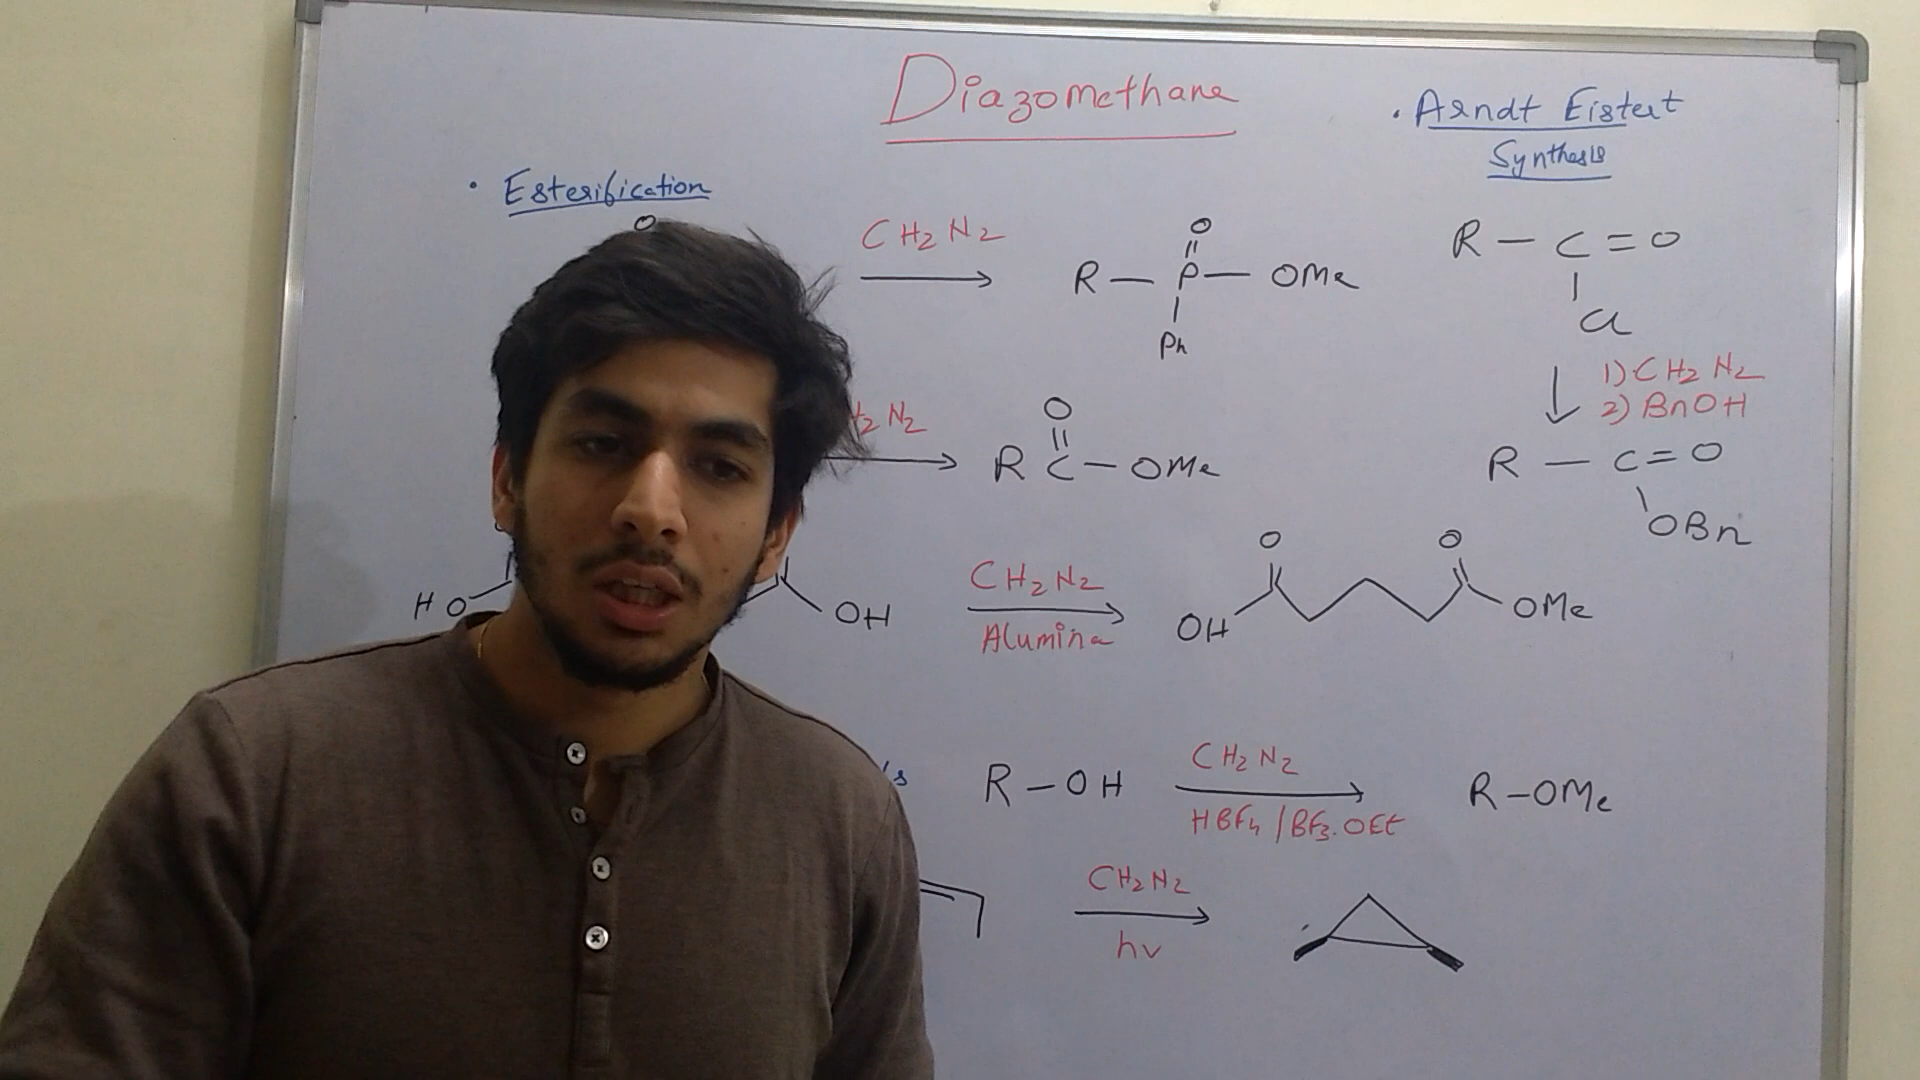 Diazomethane
• Arndt Eistert
Synthesis
• Esterification
O
CH2N2
O
R — P — OMe
Ph
R — C = O
Cl
1) CH2N2
2) BnOH
H2N2
O
R C — OMe
R — C = O
OBn
HO
OH
CH2N2
Alumina
O
O
OH
OMe
R — OH
CH2N2
HBF4 / BF3.OEt
R — OMe
CH2N2
hν